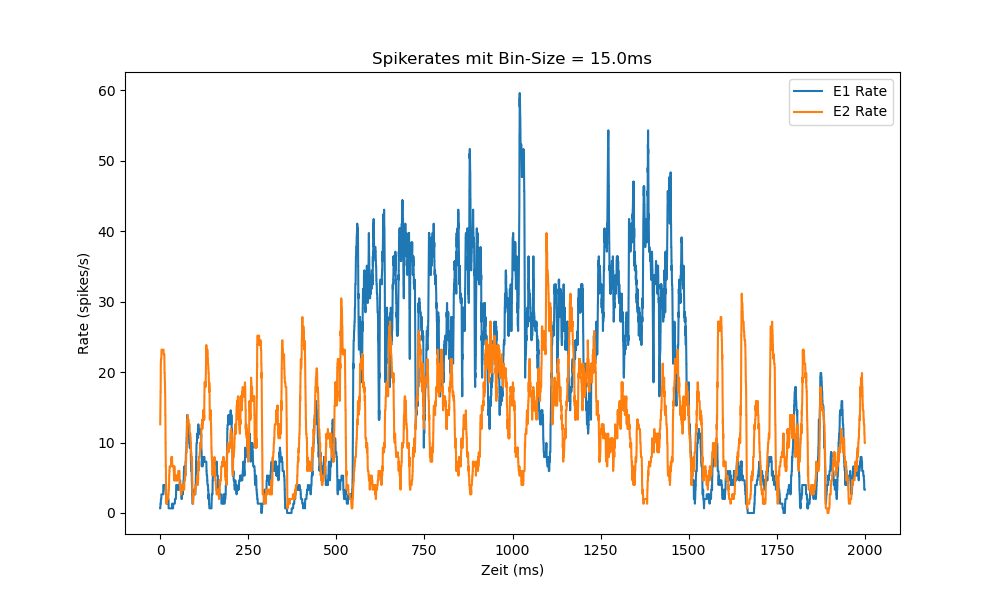 Spikerates mit Bin-Size = 15.0ms
E1 Rate
E2 Rate
60
50
40
30
20
10
0
Rate (spikes/s)
0 250 500 750 1000 1250 1500 1750 2000
Zeit (ms)